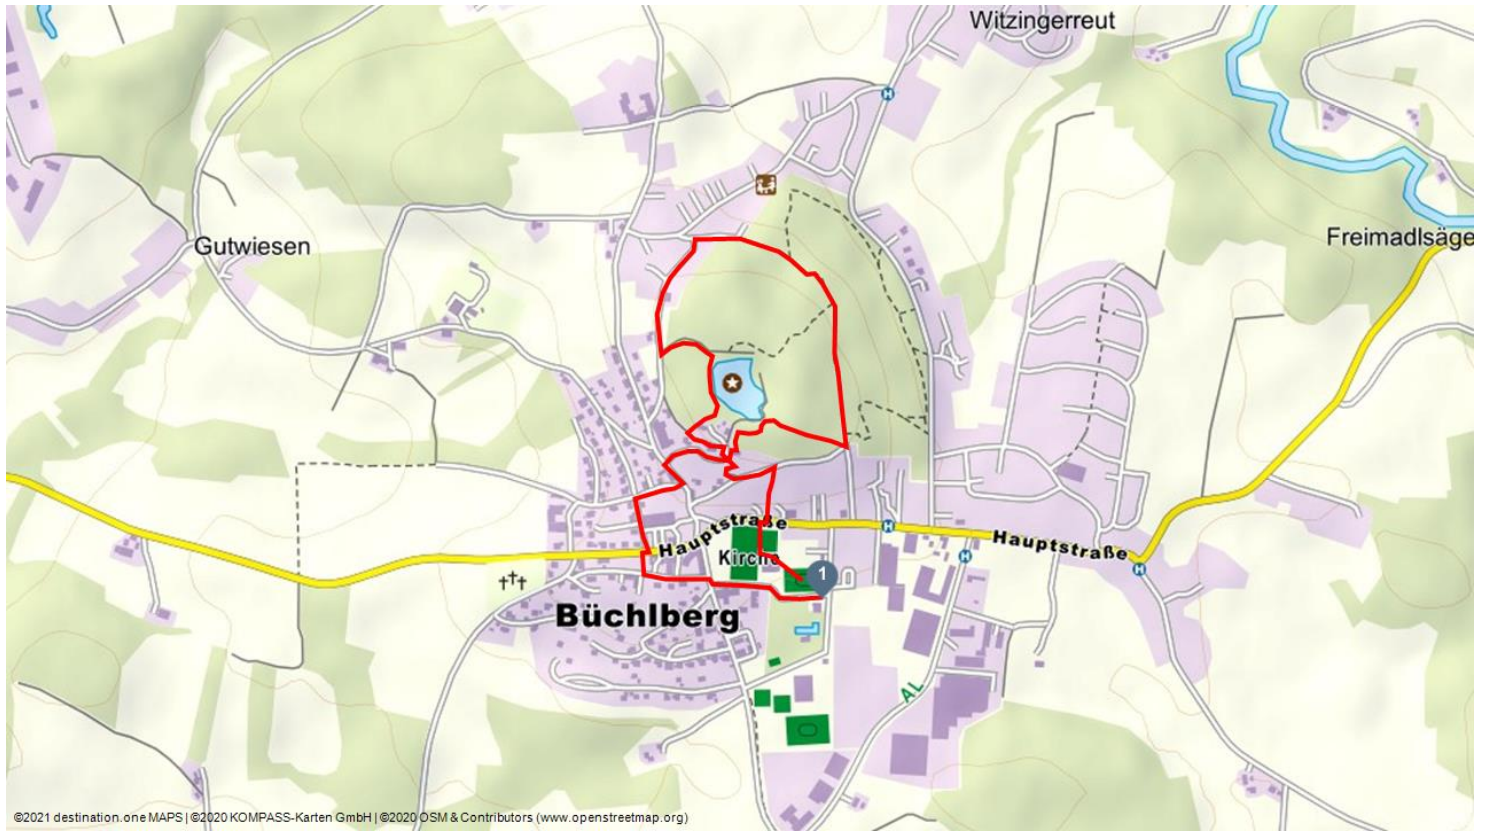 Witzingerreut
H
Gutwiesen
Freimadlsäge
Hauptstraße
H
Hauptstraße
Kirche
H
H
1
Büchlberg
AL
©2021 destination.one MAPS | ©2020 KOMPASS-Karten GmbH | ©2020 OSM & Contributors (www.openstreetmap.org)